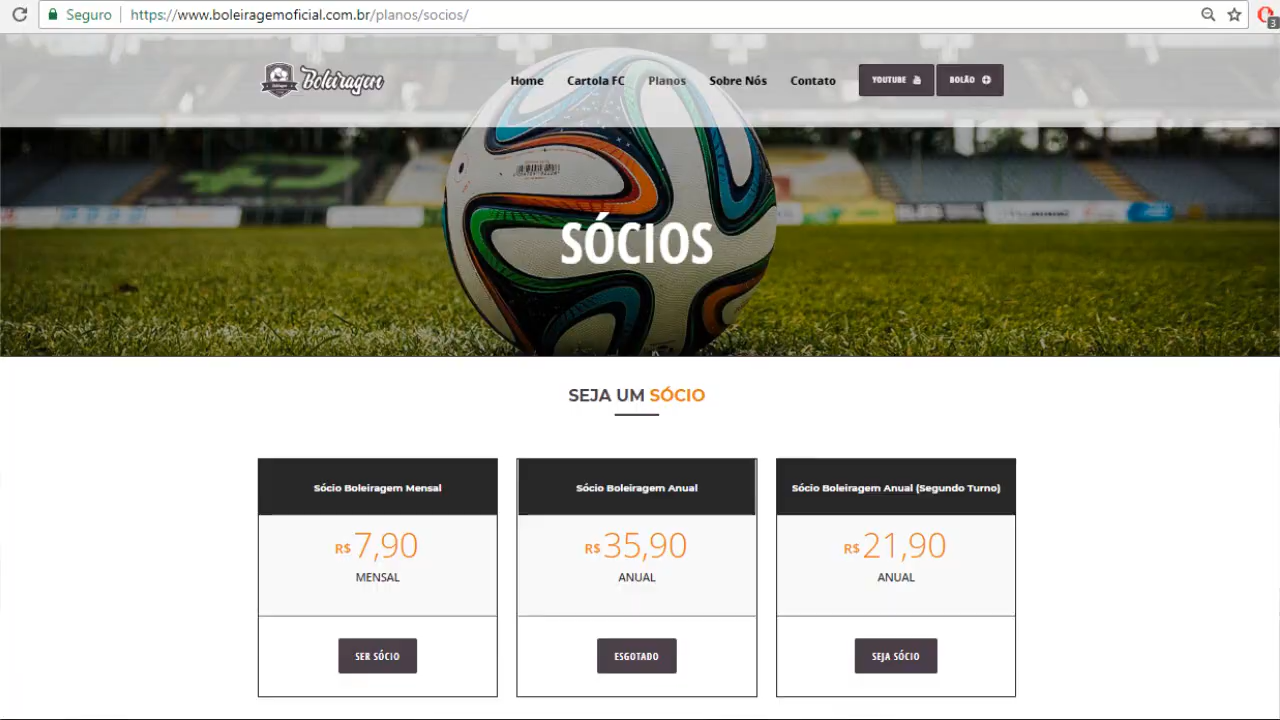 Seguro
https://www.boleiragemoficial.com.br/planos/socios/
3
Boleiragem
Home
Cartola FC
Planos
Sobre Nós
Contato
YOUTUBE
BOLÃO
SÓCIOS
SEJA UM SÓCIO
Sócio Boleiragem Mensal
R$ 7,90
MENSAL
SER SÓCIO
Sócio Boleiragem Anual
R$ 35,90
ANUAL
ESGOTADO
Sócio Boleiragem Anual (Segundo Turno)
R$ 21,90
ANUAL
SEJA SÓCIO